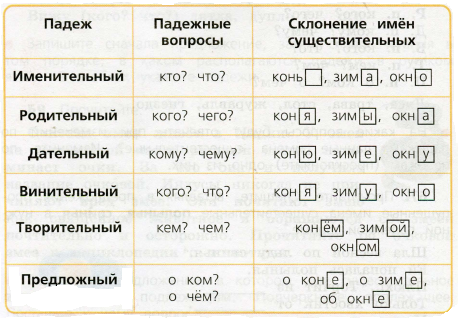 Падеж Падежные вопросы Склонение имён существительных
Именительный кто? что? конь , зима, окно
Родительный кого? чего? коня, зимы, окна
Дательный кому? чему? коню, зиме, окну
Винительный кого? что? коня, зиму, окно
Творительный кем? чем? конём, зимой,
окном
Предложный о ком? о коне, о зиме,
о чём? об окне